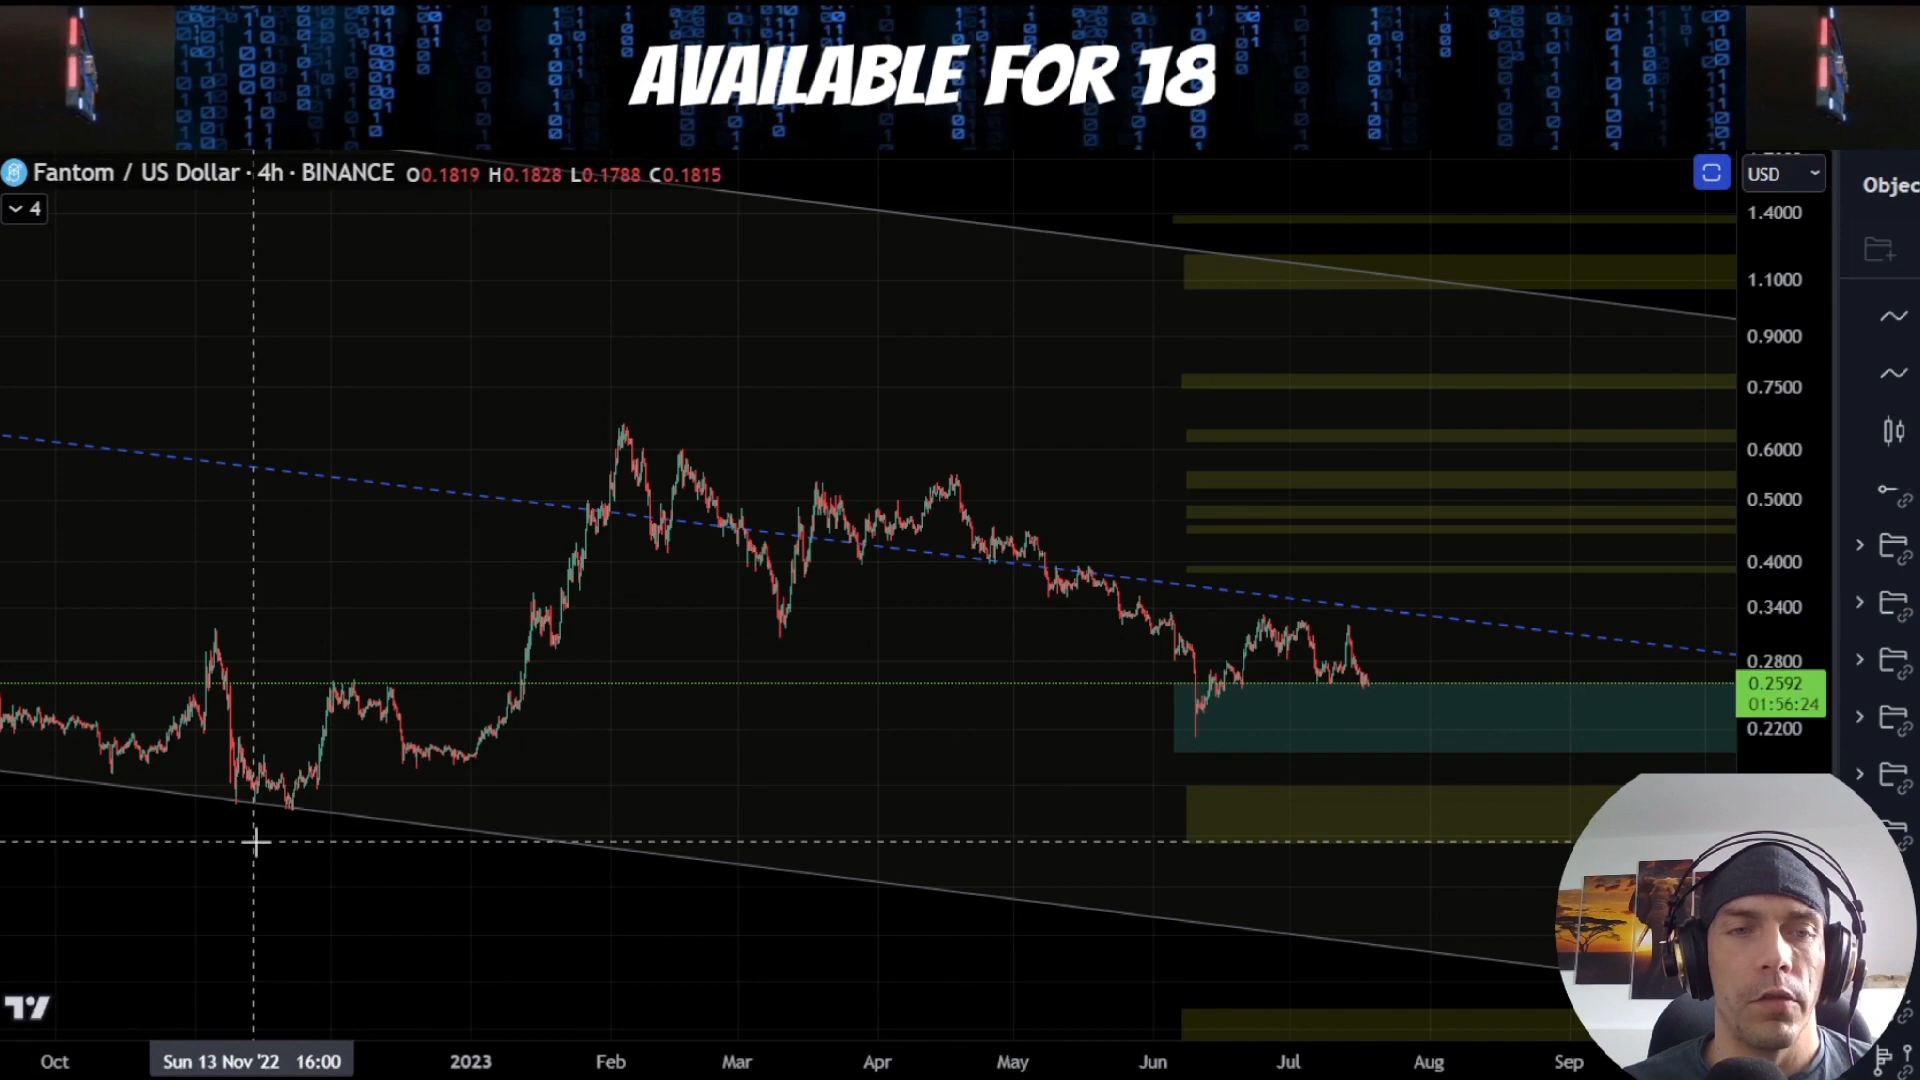 AVAILABLE FOR 18
Fantom / US Dollar · 4h · BINANCE O0.1819 H0.1828 L0.1788 C0.1815
USD
Objec
4
1.4000
1.1000
0.9000
0.7500
0.6000
0.5000
0.4000
0.3400
0.2800
0.2592
01:56:24
0.2200
Oct
Sun 13 Nov '22 16:00
2023
Feb
Mar
Apr
May
Jun
Jul
Aug
Sep